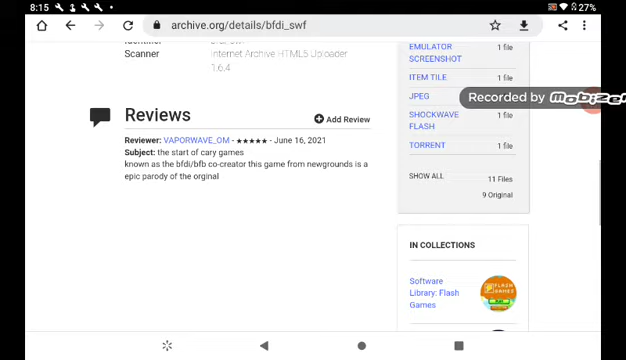 8:15
27%
archive.org/details/bfdi_swf
Scanner
Internet Archive HTML5 Uploader
1.6.4
Reviews
Add Review
Reviewer: VAPORWAVE_OM - ★★★★★ - June 16, 2021
Subject: the start of cary games
known as the bfdi/bfb co-creator this game from newgrounds is a
epic parody of the orginal
EMULATOR
SCREENSHOT
1 file
ITEM TILE
1 file
JPEG
Recorded by Mobizen
SHOCKWAVE
FLASH
1 file
TORRENT
1 file
SHOW ALL
11 Files
9 Original
IN COLLECTIONS
Software
Library: Flash
Games
FLASH
GAMES